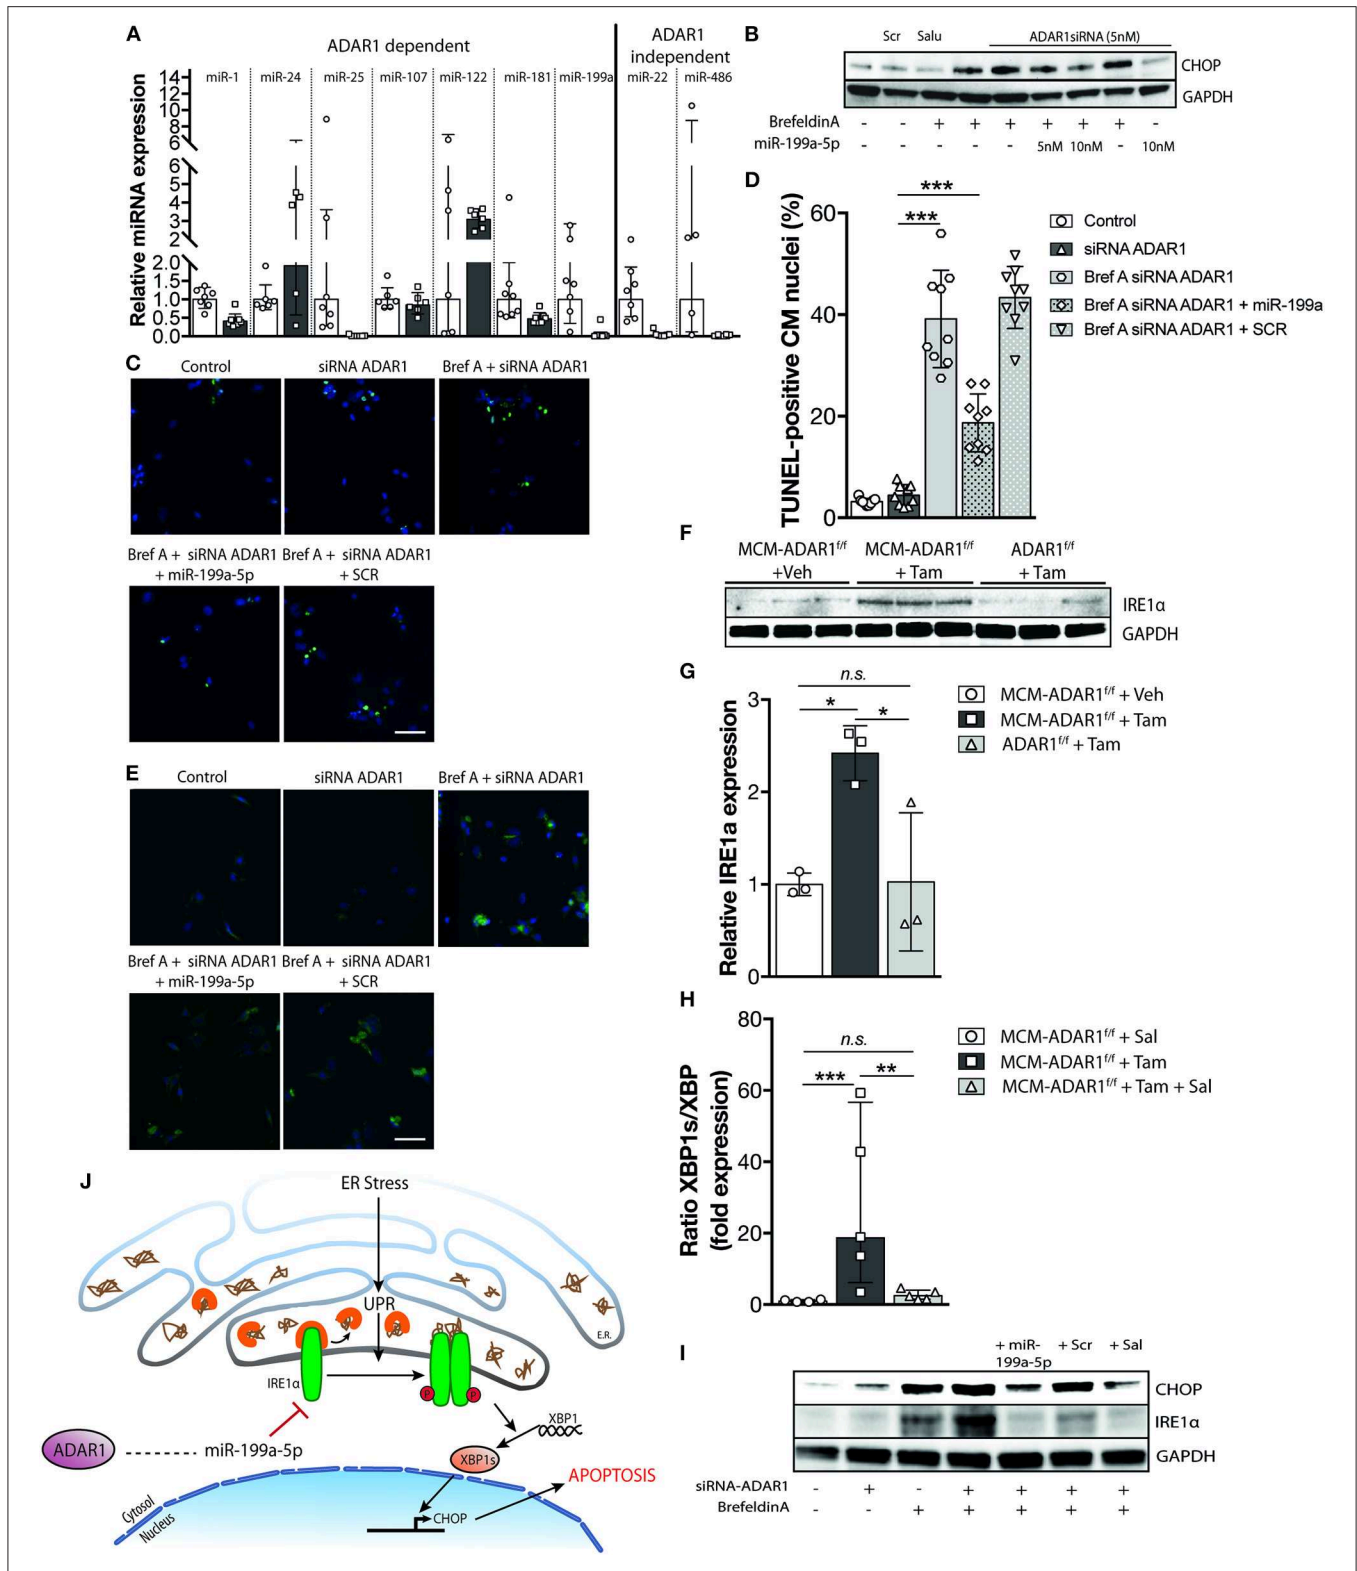 A
ADAR1 dependent
ADAR1
independent
miR-1
miR-24
miR-25
miR-107
miR-122
miR-181
miR-199a
miR-22
miR-486
Relative miRNA expression
14
12
10
8
6
6
5
4
3
2
2.0
1.5
1.0
0.5
0.0
B
Scr
Salu
ADAR1siRNA (5nM)
CHOP
GAPDH
BrefeldinA - - + + + + + + -
miR-199a-5p - - - - - 5nM 10nM - 10nM
C
Control
siRNA ADAR1
Bref A + siRNA ADAR1
Bref A + siRNA ADAR1
+ miR-199a-5p
Bref A + siRNA ADAR1
+ SCR
D
TUNEL-positive CM nuclei (%)
60
40
20
0
***
***
Control
siRNA ADAR1
Bref A siRNA ADAR1
Bref A siRNA ADAR1 + miR-199a
Bref A siRNA ADAR1 + SCR
E
Control
siRNA ADAR1
Bref A + siRNA ADAR1
Bref A + siRNA ADAR1
+ miR-199a-5p
Bref A + siRNA ADAR1
+ SCR
F
MCM-ADAR1f/f
+Veh
MCM-ADAR1f/f
+ Tam
ADAR1f/f
+ Tam
IRE1α
GAPDH
G
Relative IRE1a expression
3
2
1
0
n.s.
*
*
MCM-ADAR1f/f + Veh
MCM-ADAR1f/f + Tam
ADAR1f/f + Tam
H
Ratio XBP1s/XBP
(fold expression)
80
60
40
20
0
n.s.
***
**
MCM-ADAR1f/f + Sal
MCM-ADAR1f/f + Tam
MCM-ADAR1f/f + Tam + Sal
I
+ miR-
199a-5p
+ Scr
+ Sal
CHOP
IRE1α
GAPDH
siRNA-ADAR1 - + - + + + +
BrefeldinA - - + + + + +
J
ER Stress
UPR
E.R.
IRE1α
P
P
XBP1
XBP1s
ADAR1
miR-199a-5p
APOPTOSIS
CHOP
Cytosol
Nucleus